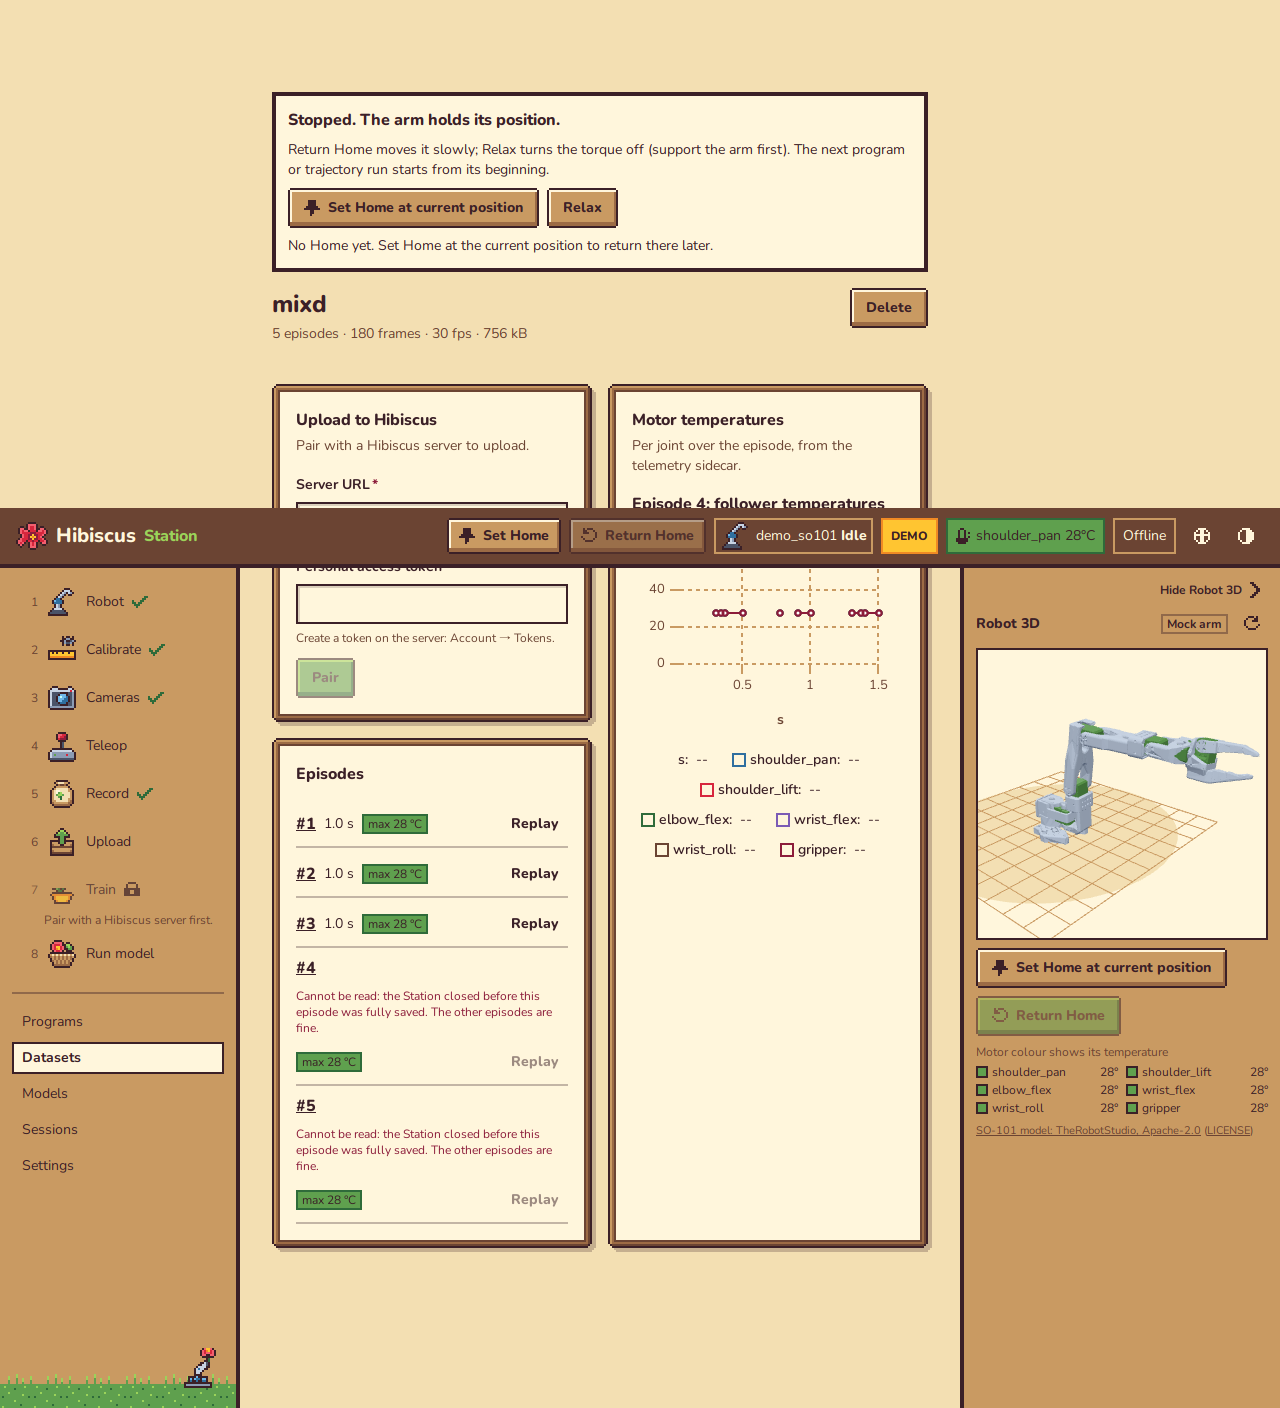 Stopped. The arm holds its position.
Return Home moves it slowly; Relax turns the torque off (support the arm first). The next program
or trajectory run starts from its beginning.
Set Home at current position
Relax
No Home yet. Set Home at the current position to return there later.
mixd
Delete
5 episodes · 180 frames · 30 fps · 756 kB
Upload to Hibiscus
Pair with a Hibiscus server to upload.
Server URL *
Motor temperatures
Per joint over the episode, from the
telemetry sidecar.
Episode 4: follower temperatures
Hibiscus Station
Set Home
Return Home
demo_so101 Idle
DEMO
shoulder_pan 28°C
Offline
1 Robot
2 Calibrate
3 Cameras
4 Teleop
5 Record
6 Upload
7 Train
Pair with a Hibiscus server first.
8 Run model
Programs
Datasets
Models
Sessions
Settings
Personal access token
Create a token on the server: Account → Tokens.
Pair
Episodes
#1 1.0 s max 28 °C Replay
#2 1.0 s max 28 °C Replay
#3 1.0 s max 28 °C Replay
#4
Cannot be read: the Station closed before this
episode was fully saved. The other episodes are
fine.
max 28 °C Replay
#5
Cannot be read: the Station closed before this
episode was fully saved. The other episodes are
fine.
max 28 °C Replay
40
20
0
0.5 1 1.5
s
s: -- shoulder_pan: --
shoulder_lift: --
elbow_flex: -- wrist_flex: --
wrist_roll: -- gripper: --
Hide Robot 3D
Robot 3D
Mock arm
Set Home at current position
Return Home
Motor colour shows its temperature
shoulder_pan 28° shoulder_lift 28°
elbow_flex 28° wrist_flex 28°
wrist_roll 28° gripper 28°
SO-101 model: TheRobotStudio, Apache-2.0 (LICENSE)